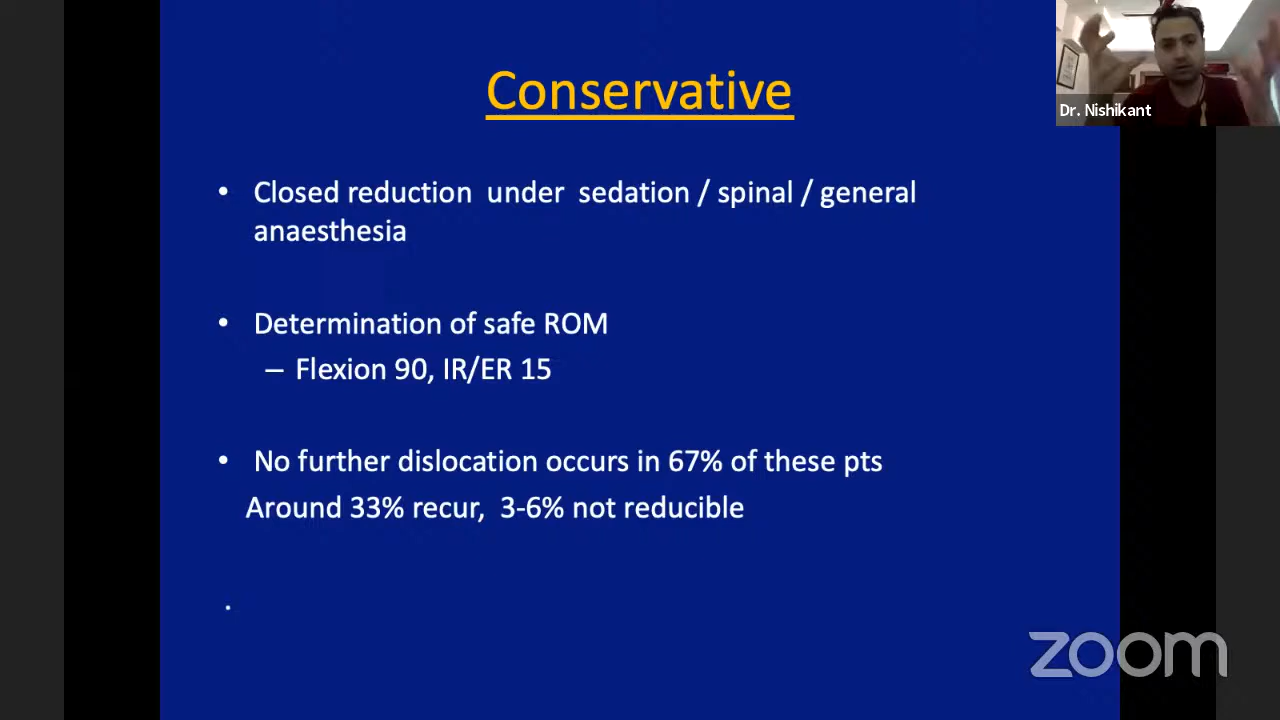 Conservative
Dr. Nishikant
• Closed reduction under sedation / spinal / general
anaesthesia
• Determination of safe ROM
– Flexion 90, IR/ER 15
• No further dislocation occurs in 67% of these pts
Around 33% recur, 3-6% not reducible
.
zoom